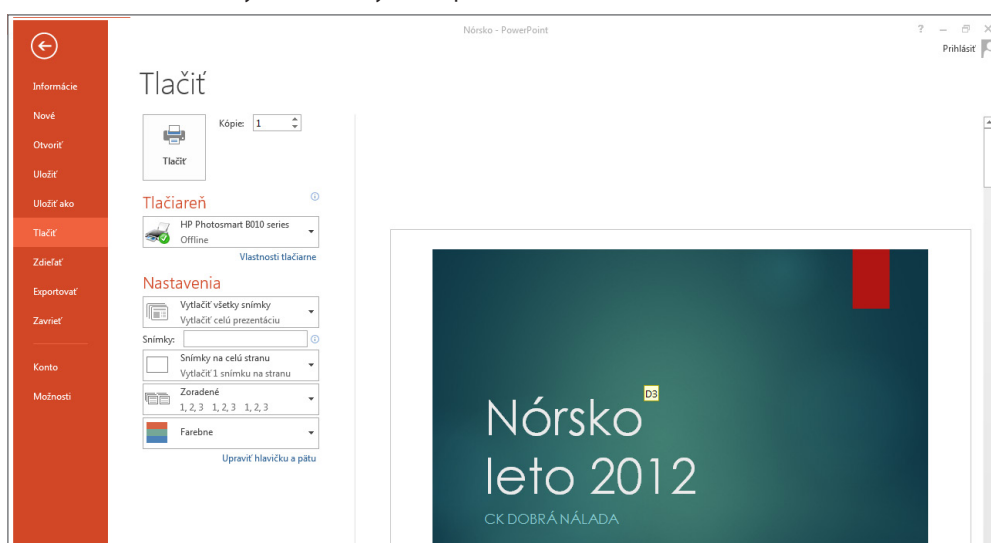 Nórsko - PowerPoint
?
Prihlásiť
Informácie
Nové
Otvoriť
Uložiť
Uložiť ako
Tlačiť
Zdieľať
Exportovať
Zavrieť
Konto
Možnosti
Tlačiť
Kópie: 1
Tlačiť
Tlačiareň
HP Photosmart B010 series
Offline
Vlastnosti tlačiarne
Nastavenia
Vytlačiť všetky snímky
Vytlačiť celú prezentáciu
Snímky:
Snímky na celú stranu
Vytlačiť 1 snímku na stranu
Zoradené
1, 2, 3 1, 2, 3 1, 2, 3
Farebne
Upraviť hlavičku a pätu
D3
Nórsko
leto 2012
CK DOBRÁ NÁLADA